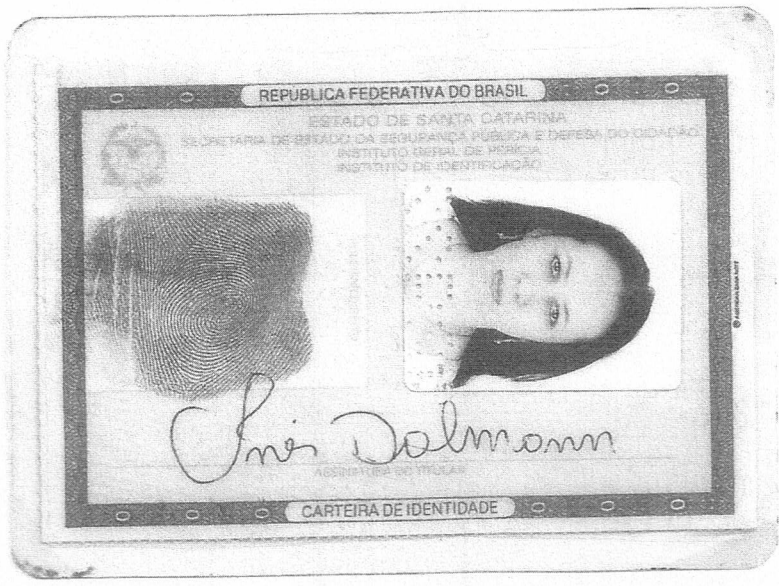 REPÚBLICA FEDERATIVA DO BRASIL
ESTADO DE SANTA CATARINA
SECRETARIA DE ESTADO DA SEGURANÇA PÚBLICA E DEFESA DO CIDADÃO
INSTITUTO GERAL DE PERÍCIA
INSTITUTO DE IDENTIFICAÇÃO
Inês Dalmann
ASSINATURA DO TITULAR
CARTEIRA DE IDENTIDADE